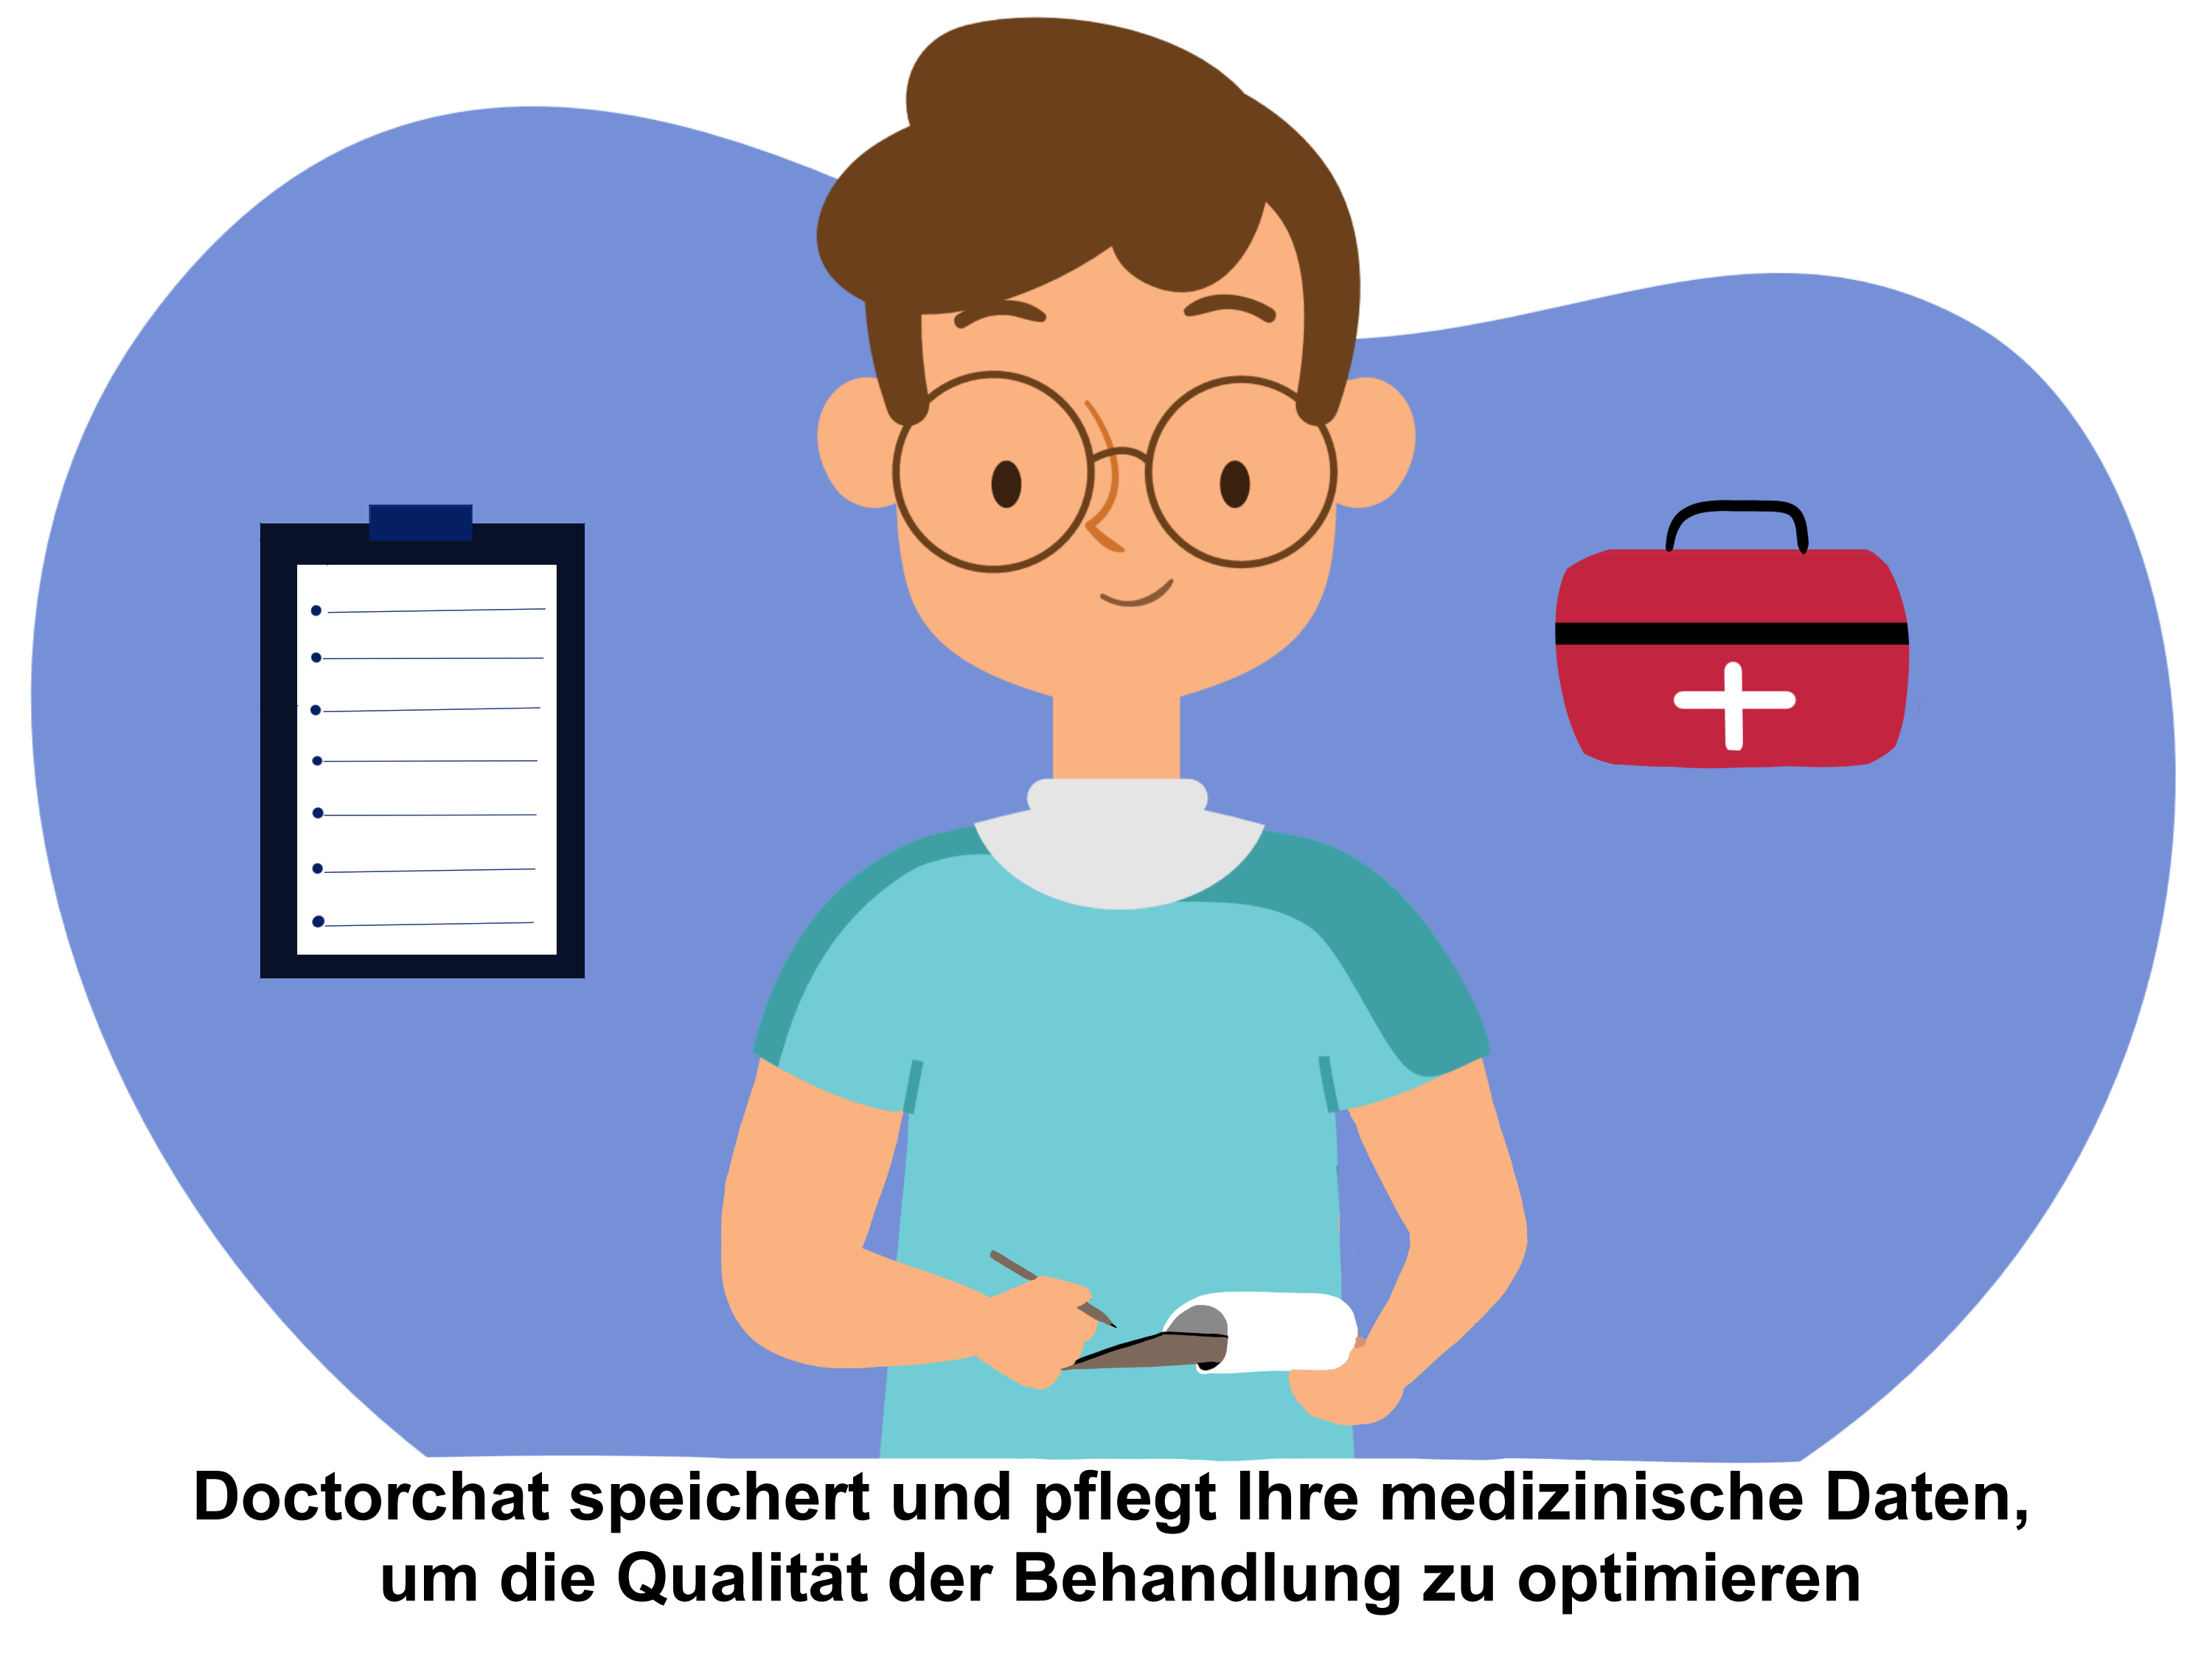 Doctorchat speichert und pflegt Ihre medizinische Daten,
um die Qualität der Behandlung zu optimieren